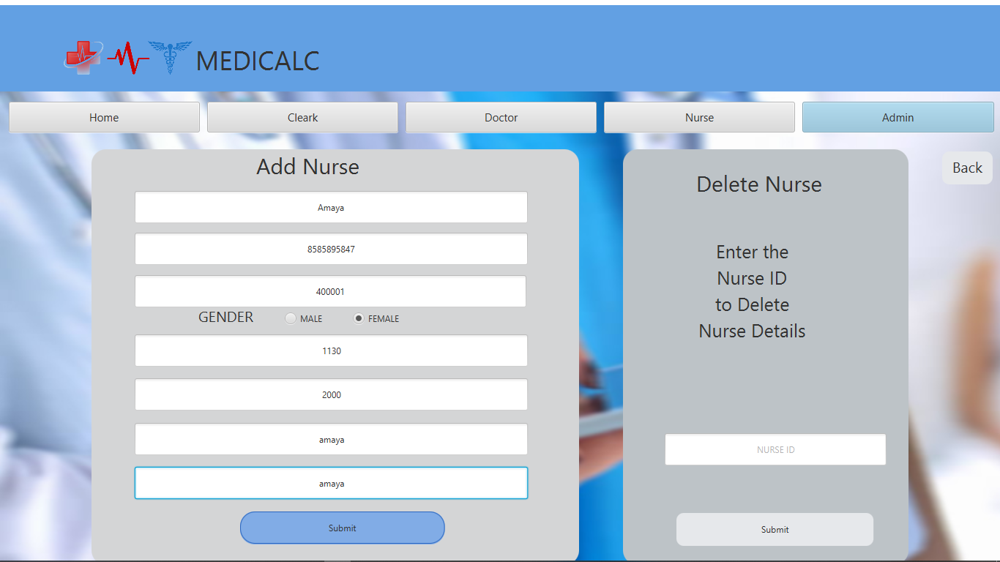 MEDICALC
Home
Cleark
Doctor
Nurse
Admin
Back
Add Nurse
Amaya
8585895847
400001
GENDER
MALE
FEMALE
1130
2000
amaya
amaya
Submit
Delete Nurse
Enter the
Nurse ID
to Delete
Nurse Details
NURSE ID
Submit